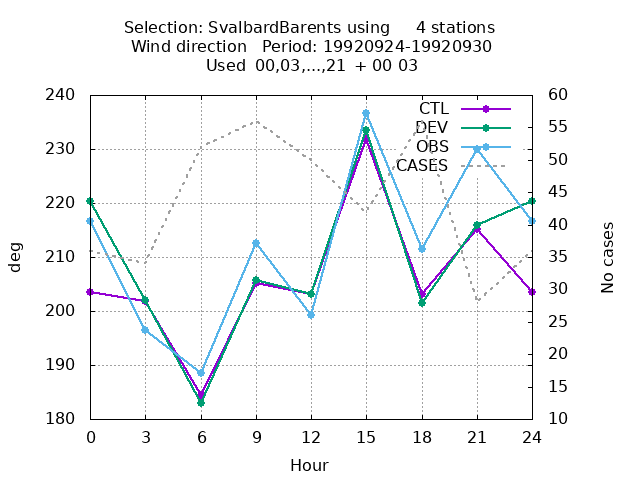 Selection: SvalbardBarents using     4 stations
Wind direction   Period: 19920924-19920930
Used  00,03,...,21  + 00 03
240
230
220
210
200
190
180
deg
60
55
50
45
40
35
30
25
20
15
10
No cases
CTL
DEV
OBS
CASES
0 3 6 9 12 15 18 21 24
Hour